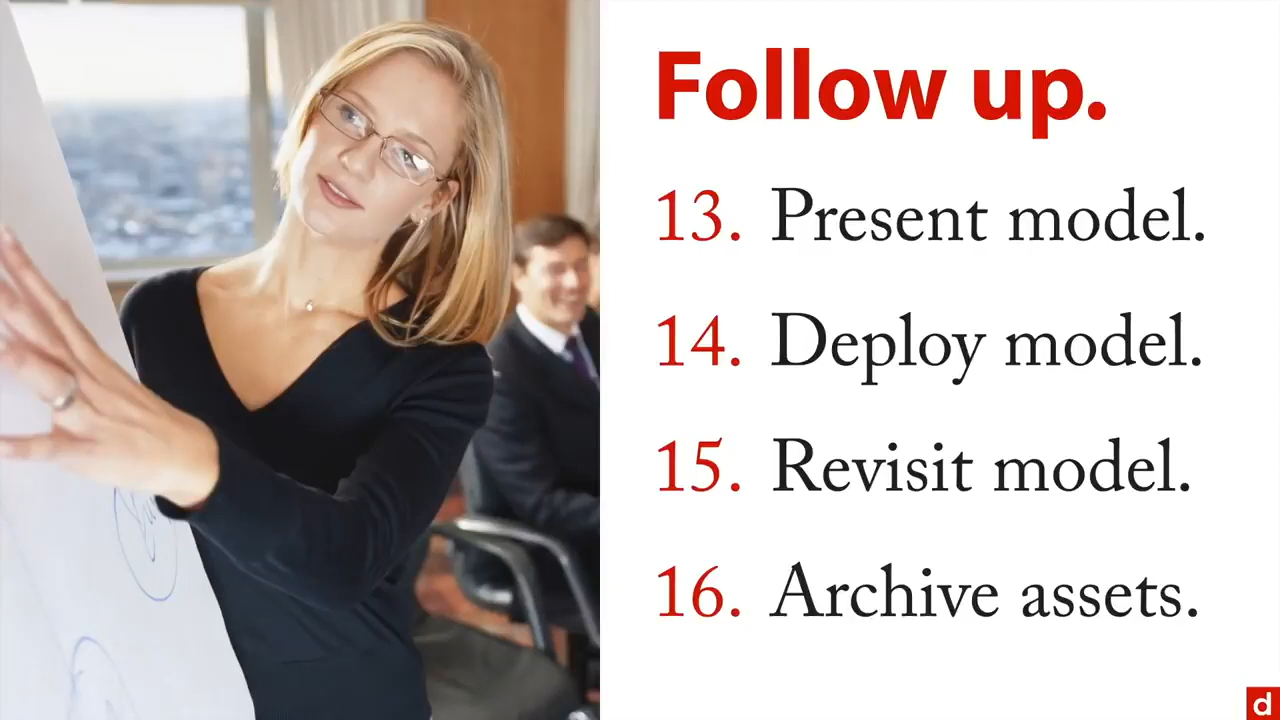 Follow up.
13. Present model.
14. Deploy model.
15. Revisit model.
16. Archive assets.
d